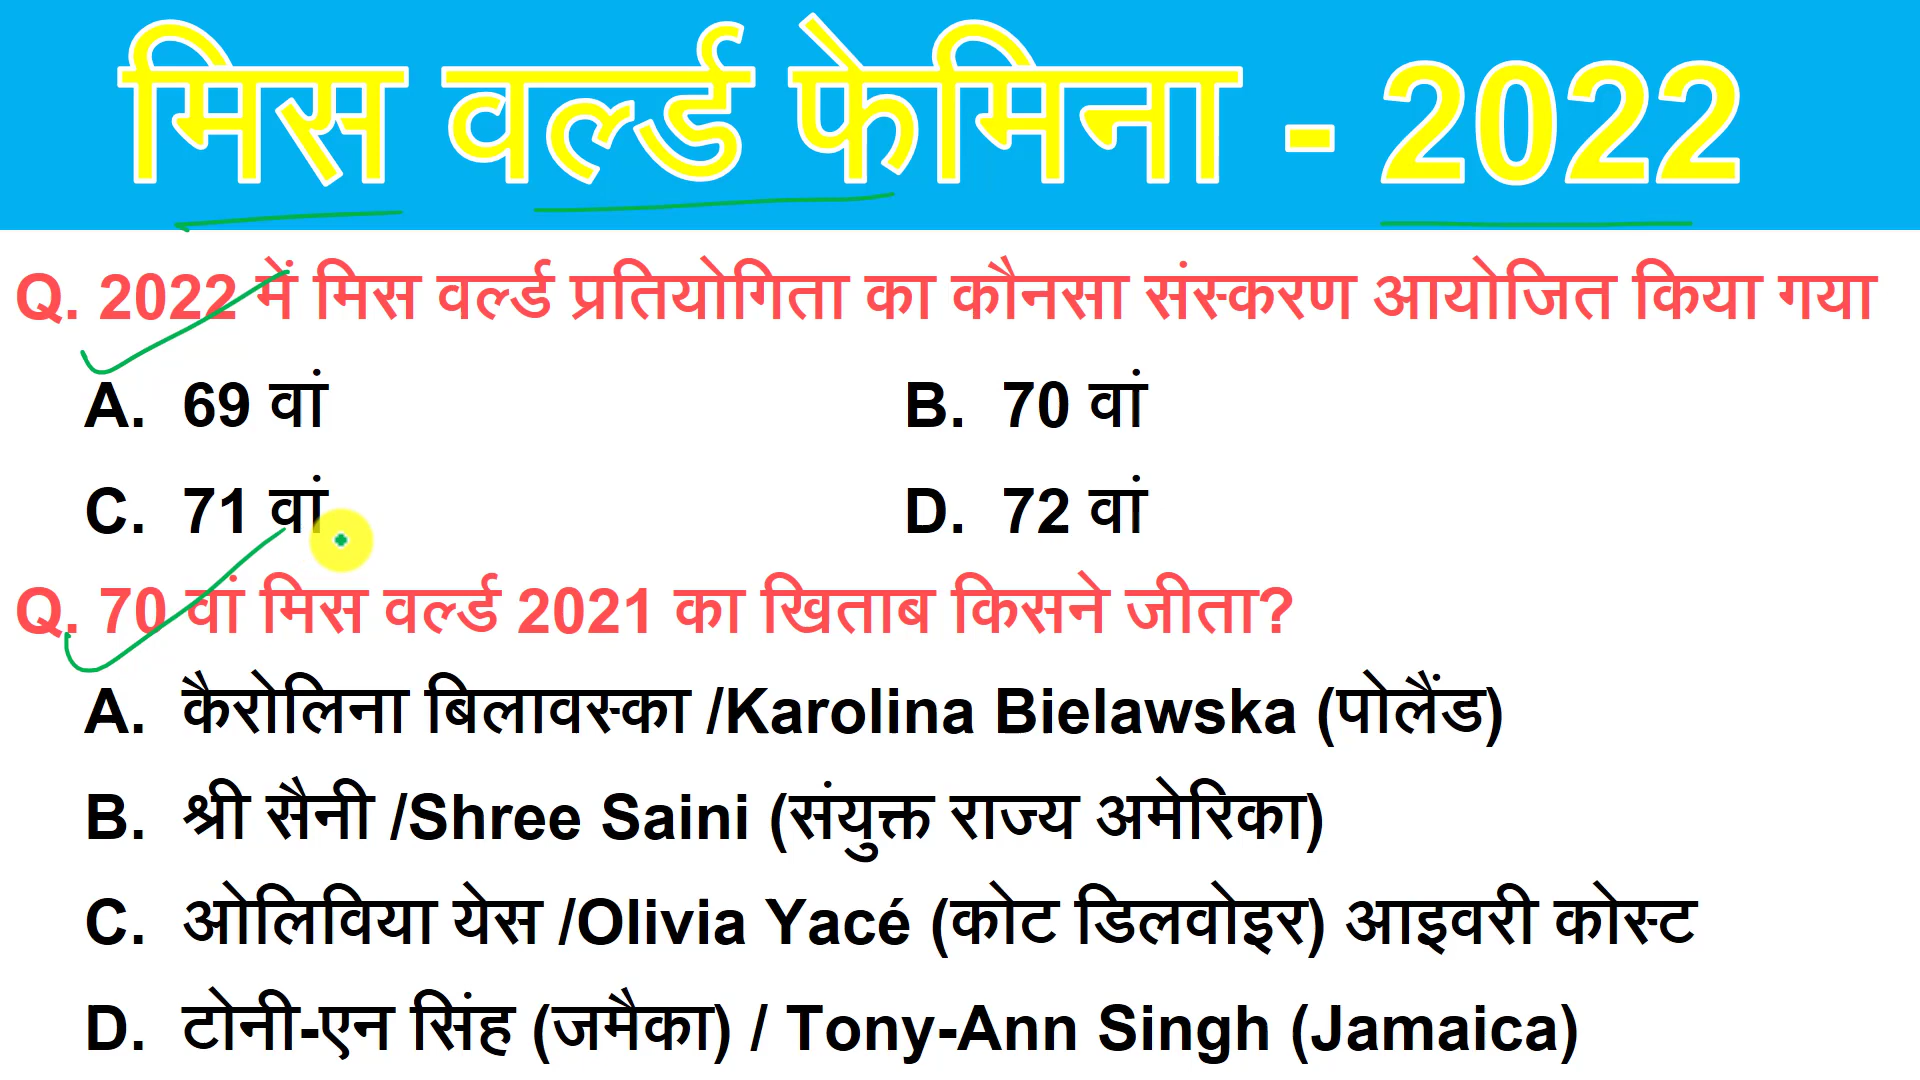 मिस वर्ल्ड फेमिना - 2022
Q. 2022 में मिस वर्ल्ड प्रतियोगिता का कौनसा संस्करण आयोजित किया गया
A. 69 वां B. 70 वां
C. 71 वां D. 72 वां
Q. 70 वां मिस वर्ल्ड 2021 का खिताब किसने जीता?
A. कैरोलिना बिलावस्का /Karolina Bielawska (पोलैंड)
B. श्री सैनी /Shree Saini (संयुक्त राज्य अमेरिका)
C. ओलिविया येस /Olivia Yacé (कोट डिलवोइर) आइवरी कोस्ट
D. टोनी-एन सिंह (जमैका) / Tony-Ann Singh (Jamaica)